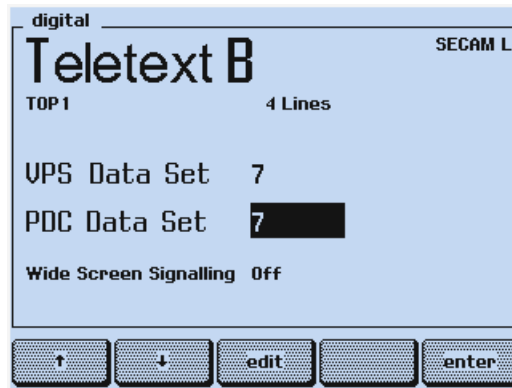 digital
Teletext B
SECAM L
TOP1 4 Lines
VPS Data Set 7
PDC Data Set 7
Wide Screen Signalling Off
↑ ↓ edit enter